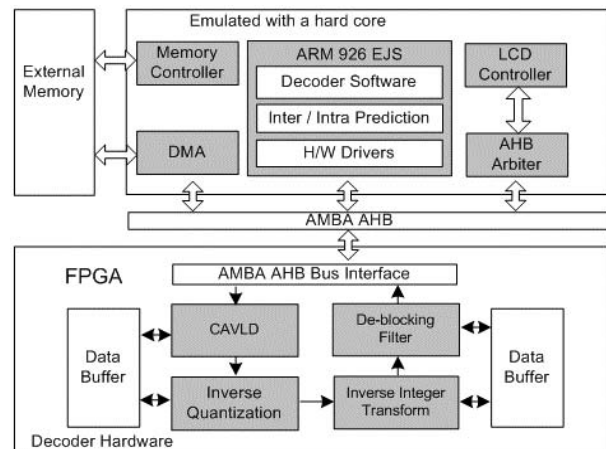 Emulated with a hard core
External
Memory
Memory
Controller
DMA
ARM 926 EJS
Decoder Software
Inter / Intra Prediction
H/W Drivers
LCD
Controller
AHB
Arbiter
AMBA AHB
FPGA
AMBA AHB Bus Interface
Data
Buffer
CAVLD
Inverse
Quantization
De-blocking
Filter
Inverse Integer
Transform
Data
Buffer
Decoder Hardware